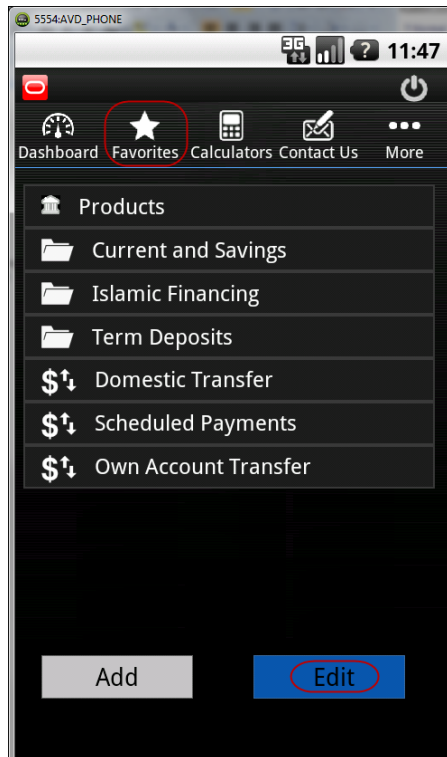 5554:AVD_PHONE
3G ? 11:47
Dashboard Favorites Calculators Contact Us More
Products
Current and Savings
Islamic Financing
Term Deposits
$ Domestic Transfer
$ Scheduled Payments
$ Own Account Transfer
Add Edit